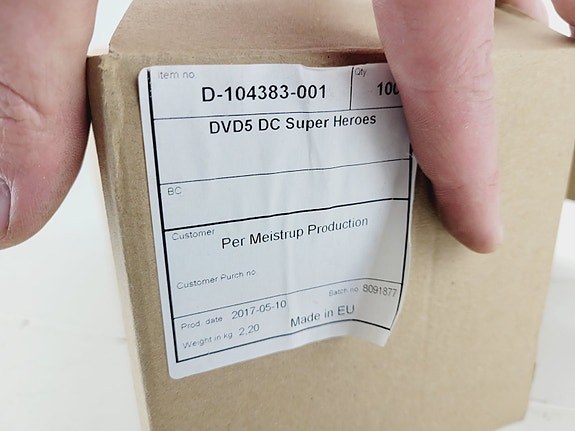 Item no.
Qty
D-104383-001
DVD5 DC Super Heroes
BC
Customer
Per Meistrup Production
Customer Purch no.
Batch no. 8091877
Prod. date 2017-05-10
Made in EU
Weight in kg 2,20